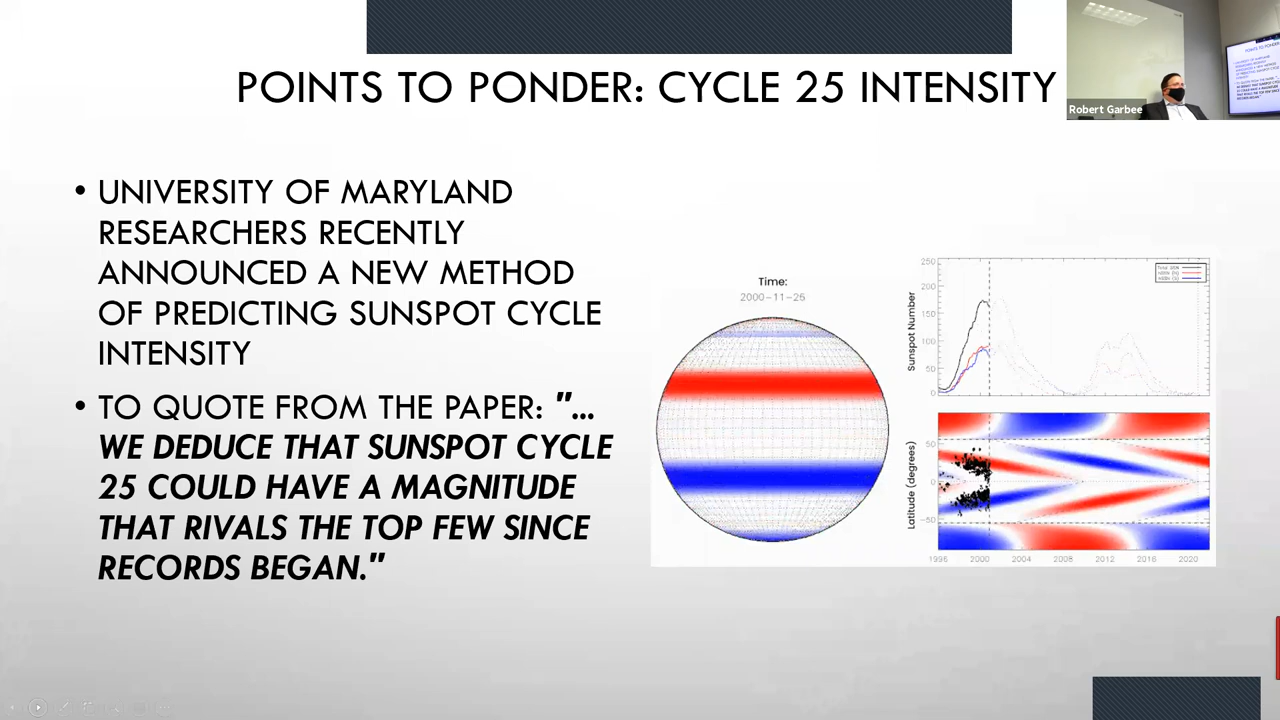 POINTS TO PONDER: CYCLE 25 INTENSITY
Robert Garbee
• UNIVERSITY OF MARYLAND
RESEARCHERS RECENTLY
ANNOUNCED A NEW METHOD
OF PREDICTING SUNSPOT CYCLE
INTENSITY
• TO QUOTE FROM THE PAPER: "...
WE DEDUCE THAT SUNSPOT CYCLE
25 COULD HAVE A MAGNITUDE
THAT RIVALS THE TOP FEW SINCE
RECORDS BEGAN."
Time:
2000-11-26
Sunspot Number
250
200
150
100
50
0
Latitude (degrees)
50
0
-50
1996 2000 2004 2008 2012 2016 2020